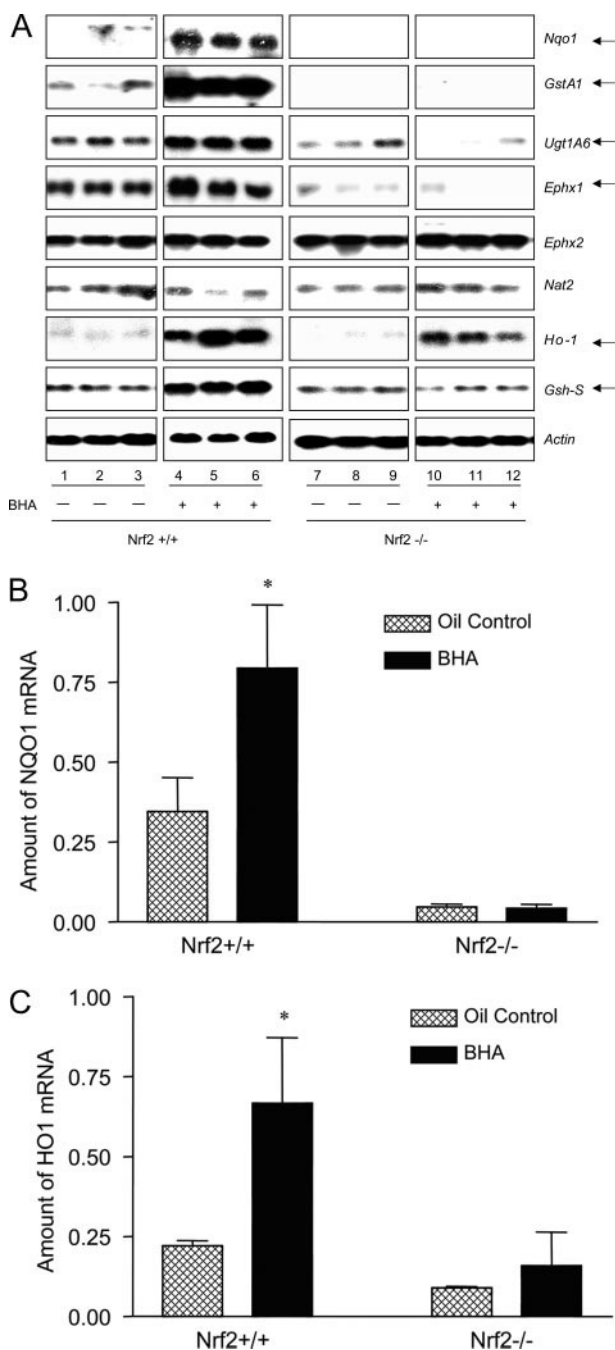 A
Nqo1
GstA1
Ugt1A6
Ephx1
Ephx2
Nat2
Ho-1
Gsh-S
Actin
1 2 3 4 5 6 7 8 9 10 11 12
BHA — — — + + + — — — + + +
Nrf2 +/+ Nrf2 -/-
B
Amount of NQO1 mRNA
1.00
0.75
0.50
0.25
0.00
*
Oil Control
BHA
Nrf2+/+ Nrf2-/-
C
Amount of HO1 mRNA
1.00
0.75
0.50
0.25
0.00
*
Oil Control
BHA
Nrf2+/+ Nrf2-/-